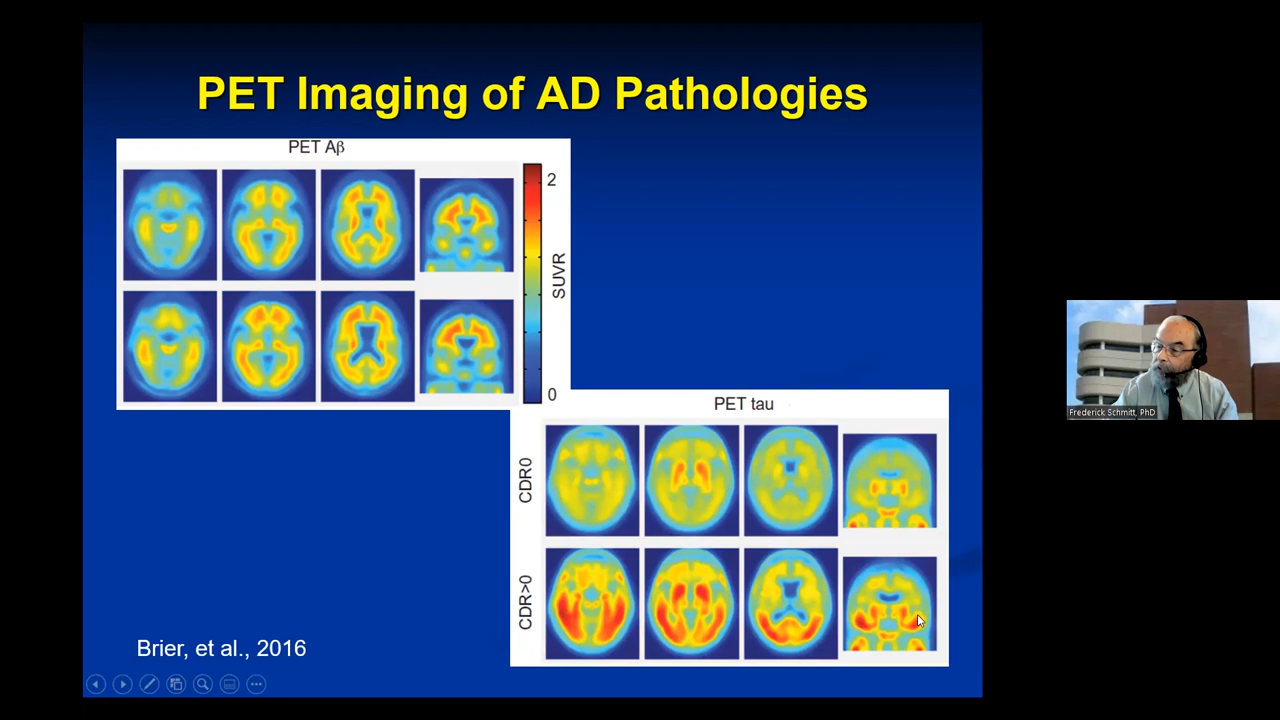 PET Imaging of AD Pathologies
PET Aβ
2
SUVR
0
PET tau
CDR0
CDR>0
Brier, et al., 2016
Frederick Schmitt, PhD